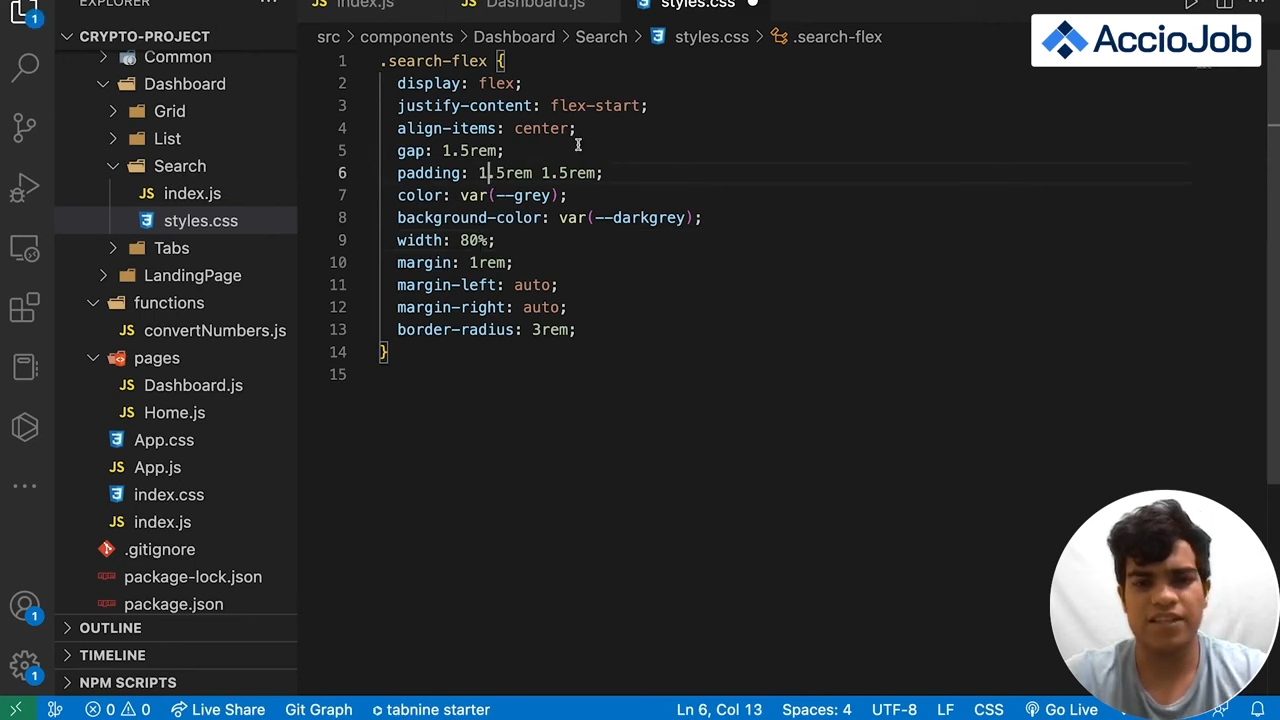 EXPLORER
index.js
Dashboard.js
styles.css
AccioJob
1
CRYPTO-PROJECT
src > components > Dashboard > Search > styles.css > .search-flex
Common
Dashboard
Grid
List
Search
JS index.js
styles.css
Tabs
LandingPage
functions
JS convertNumbers.js
pages
JS Dashboard.js
JS Home.js
App.css
JS App.js
index.css
JS index.js
.gitignore
package-lock.json
package.json
OUTLINE
TIMELINE
NPM SCRIPTS
1 .search-flex {
2 display: flex;
3 justify-content: flex-start;
4 align-items: center;
5 gap: 1.5rem;
6 padding: 1.5rem 1.5rem;
7 color: var(--grey);
8 background-color: var(--darkgrey);
9 width: 80%;
10 margin: 1rem;
11 margin-left: auto;
12 margin-right: auto;
13 border-radius: 3rem;
14 }
15
1
1
0 0 Live Share Git Graph tabnine starter Ln 6, Col 13 Spaces: 4 UTF-8 LF CSS Go Live